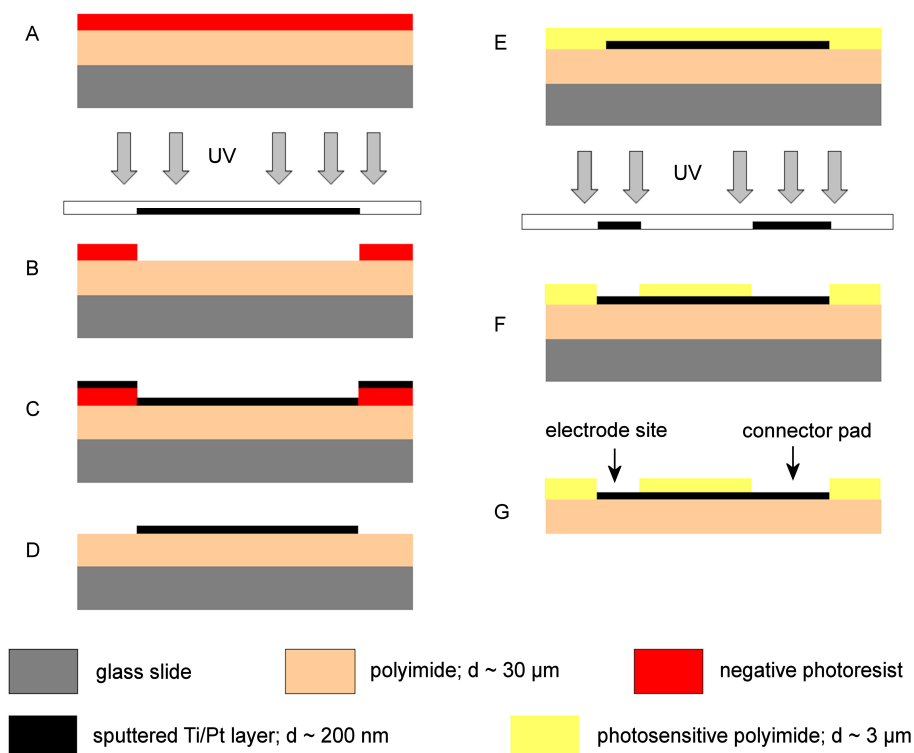 A
UV
B
C
D
E
UV
F
electrode site
connector pad
G
glass slide
polyimide; d ~ 30 µm
negative photoresist
sputtered Ti/Pt layer; d ~ 200 nm
photosensitive polyimide; d ~ 3 µm